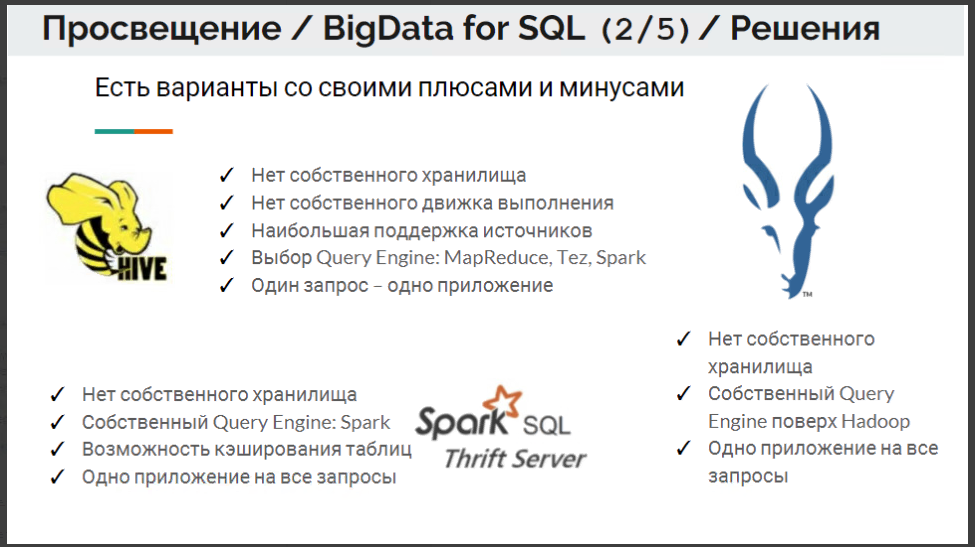 Просвещение / BigData for SQL (2/5) / Решения
Есть варианты со своими плюсами и минусами
✓ Нет собственного хранилища
✓ Нет собственного движка выполнения
✓ Наибольшая поддержка источников
✓ Выбор Query Engine: MapReduce, Tez, Spark
✓ Один запрос – одно приложение
HIVE
TM
✓ Нет собственного хранилища
✓ Собственный Query Engine: Spark
✓ Возможность кэширования таблиц
✓ Одно приложение на все запросы
Spark SQL
Thrift Server
✓ Нет собственного
хранилища
✓ Собственный Query
Engine поверх Hadoop
✓ Одно приложение на все
запросы